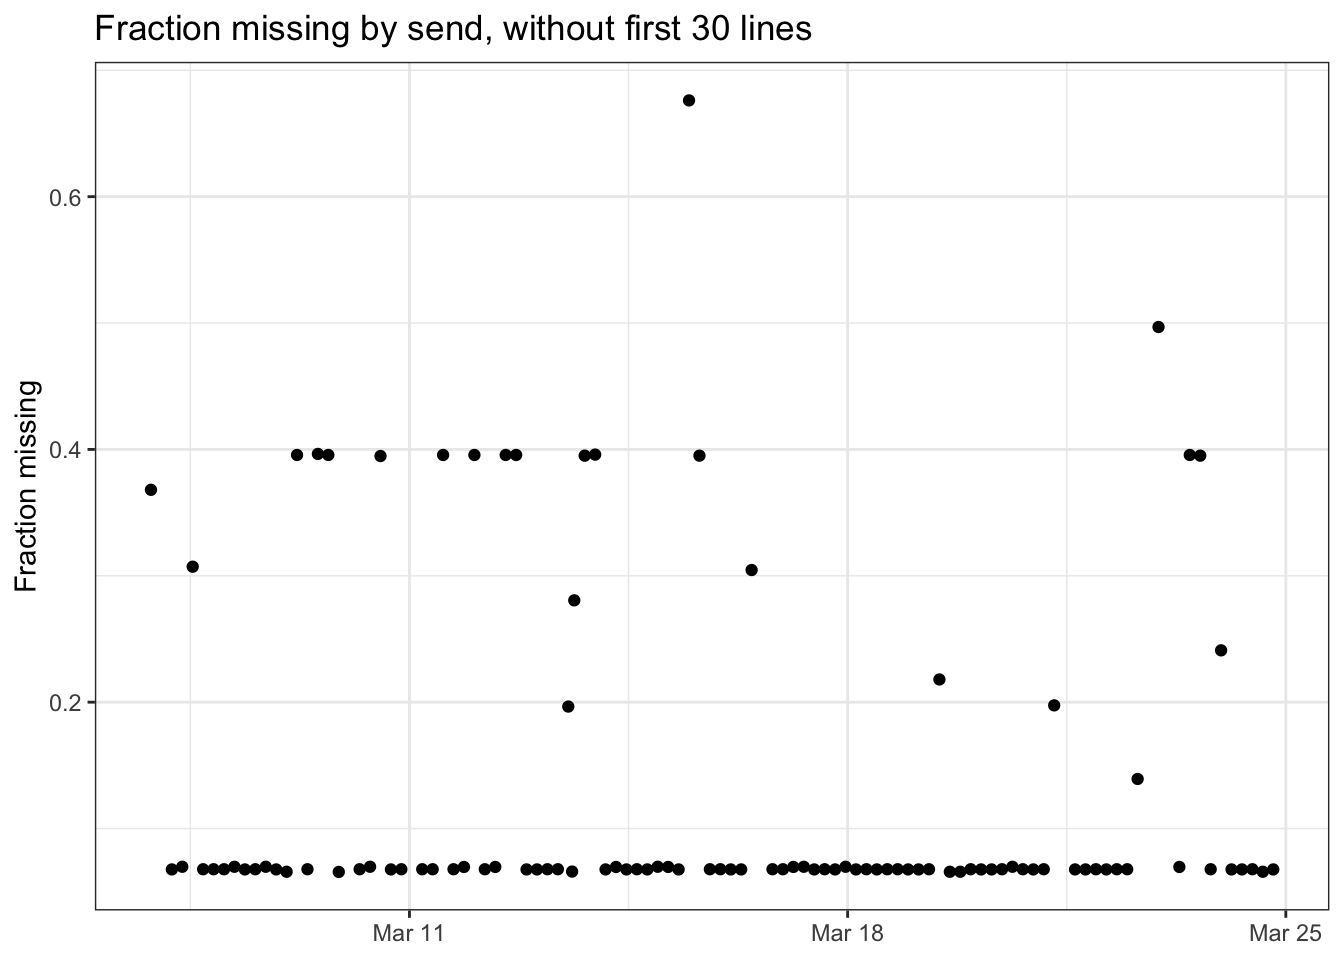 Fraction missing by send, without first 30 lines
Fraction missing
0.6
0.4
0.2
Mar 11
Mar 18
Mar 25